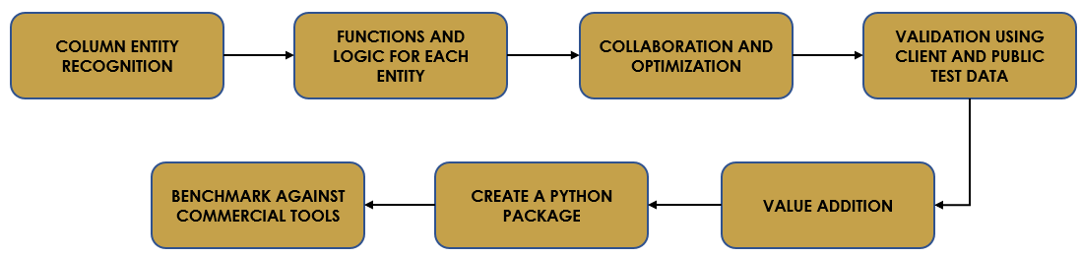 COLUMN ENTITY
RECOGNITION
FUNCTIONS AND
LOGIC FOR EACH
ENTITY
COLLABORATION AND
OPTIMIZATION
VALIDATION USING
CLIENT AND PUBLIC
TEST DATA
VALUE ADDITION
CREATE A PYTHON
PACKAGE
BENCHMARK AGAINST
COMMERCIAL TOOLS